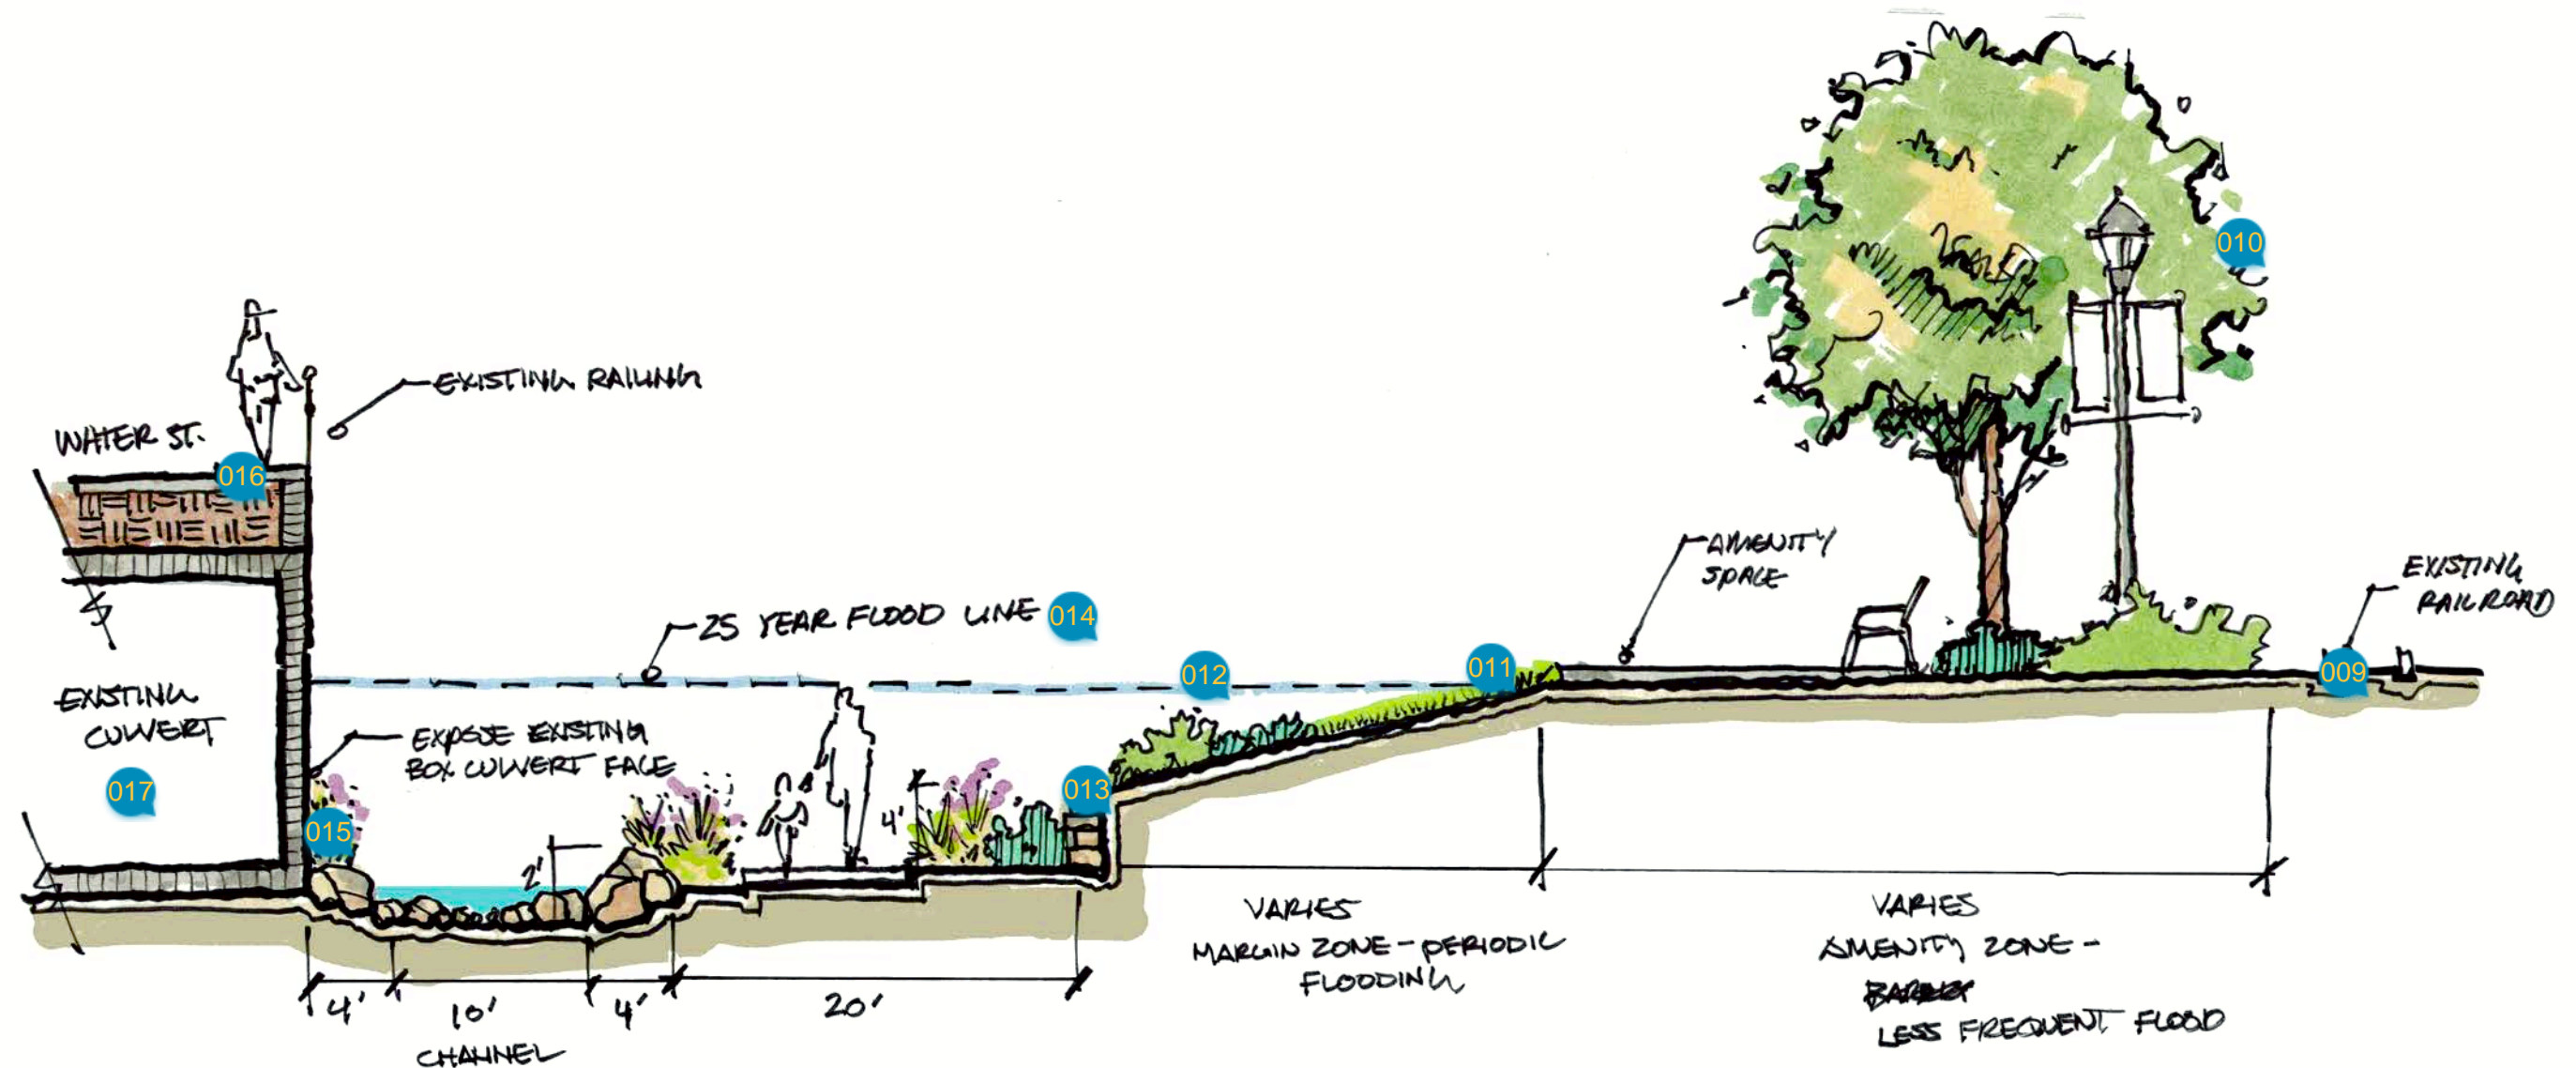 010
EXISTING RAILING
WATER ST.
016
AMENITY
SPACE
EXISTING
RAILROAD
25 YEAR FLOOD LINE 014
012
011
009
EXISTING
CULVERT
017
EXPOSE EXISTING
BOX CULVERT FACE
015
2'
4'
013
4'
10'
4'
20'
CHANNEL
VARIES
MARGIN ZONE - PERIODIC
FLOODING
VARIES
AMENITY ZONE -
LESS FREQUENT FLOOD